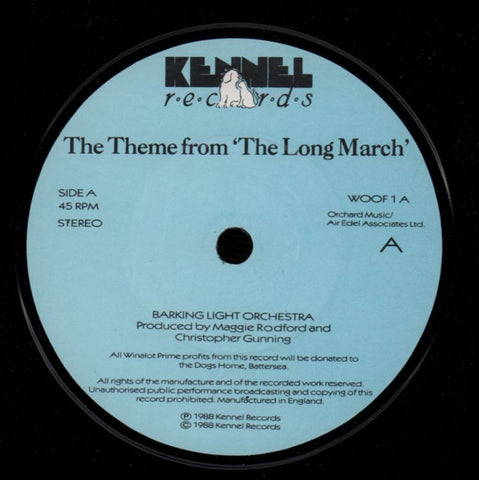 KENNEL
r·e·c·o·r·d·s
The Theme from ‘The Long March’
SIDE A
45 RPM
STEREO
WOOF 1 A
Orchard Music/
Air Edel Associates Ltd.
A
BARKING LIGHT ORCHESTRA
Produced by Maggie Rodford and
Christopher Gunning
All Winalot Prime profits from this record will be donated to
the Dogs Home, Battersea.
All rights of the manufacture and of the recorded work reserved.
Unauthorised public performance broadcasting and copying of this
record prohibited. Manufactured in England.
Ⓟ 1988 Kennel Records
© 1988 Kennel Records